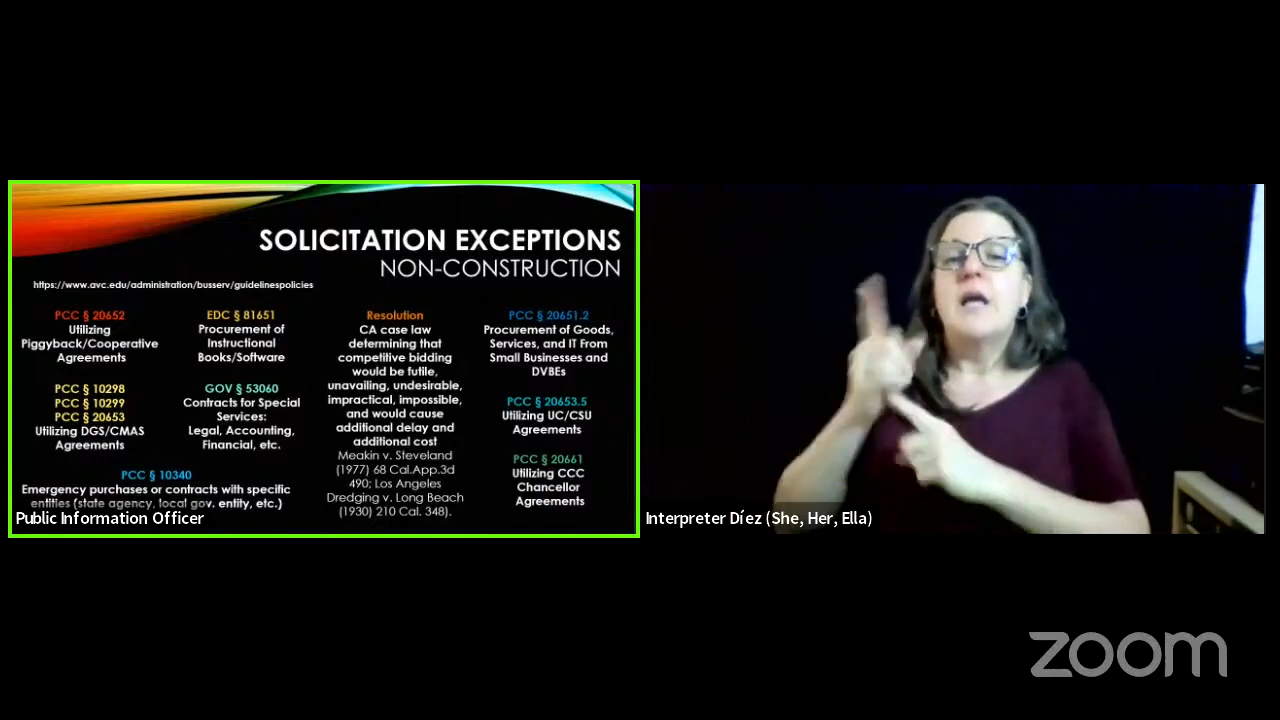 SOLICITATION EXCEPTIONS
NON-CONSTRUCTION
https://www.avc.edu/administration/busserv/guidelinespolicies
PCC § 20652
Utilizing
Piggyback/Cooperative
Agreements
PCC § 10298
PCC § 10299
PCC § 20653
Utilizing DGS/CMAS
Agreements
EDC § 81651
Procurement of
Instructional
Books/Software
GOV § 53060
Contracts for Special
Services:
Legal, Accounting,
Financial, etc.
PCC § 10340
Emergency purchases or contracts with specific
entities (state agency, local gov. entity, etc.)
Resolution
CA case law
determining that
competitive bidding
would be futile,
unavailing, undesirable,
impractical, impossible,
and would cause
additional delay and
additional cost
Meakin v. Steveland
(1977) 68 Cal.App.3d
490; Los Angeles
Dredging v. Long Beach
(1930) 210 Cal. 348).
PCC § 20651.2
Procurement of Goods,
Services, and IT From
Small Businesses and
DVBEs
PCC § 20653.5
Utilizing UC/CSU
Agreements
PCC § 20661
Utilizing CCC
Chancellor
Agreements
Public Information Officer
Interpreter Díez (She, Her, Ella)
zoom